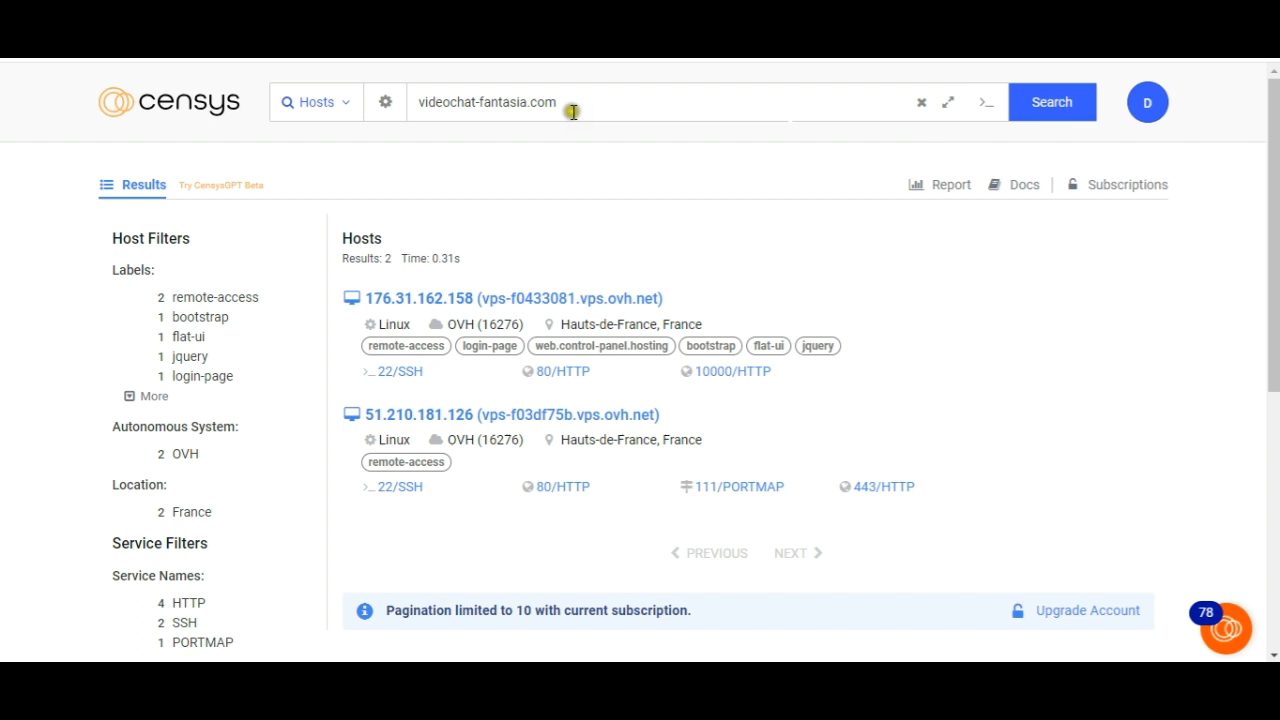 censys
Hosts
videochat-fantasia.com
>_
Search
D
Results Try CensysGPT Beta
Report Docs Subscriptions
Host Filters
Labels:
2 remote-access
1 bootstrap
1 flat-ui
1 jquery
1 login-page
More
Autonomous System:
2 OVH
Location:
2 France
Service Filters
Service Names:
4 HTTP
2 SSH
1 PORTMAP
Hosts
Results: 2 Time: 0.31s
176.31.162.158 (vps-f0433081.vps.ovh.net)
Linux OVH (16276) Hauts-de-France, France
remote-access login-page web.control-panel.hosting bootstrap flat-ui jquery
>_ 22/SSH 80/HTTP 10000/HTTP
51.210.181.126 (vps-f03df75b.vps.ovh.net)
Linux OVH (16276) Hauts-de-France, France
remote-access
>_ 22/SSH 80/HTTP 111/PORTMAP 443/HTTP
PREVIOUS NEXT
Pagination limited to 10 with current subscription. Upgrade Account
78